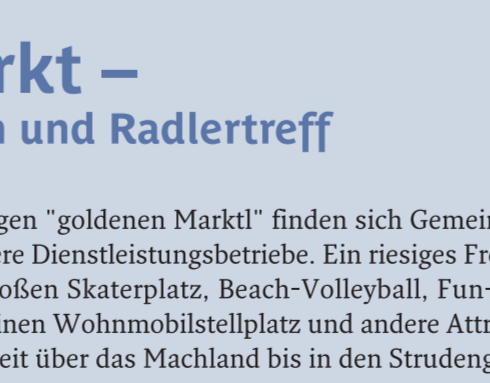 rkt –
n und Radlertreff
gen "goldenen Marktl" finden sich Gemein
ere Dienstleistungsbetriebe. Ein riesiges Fr
oßen Skaterplatz, Beach-Volleyball, Fun-
inen Wohnmobilstellplatz und andere Attr
eit über das Machland bis in den Strudeng